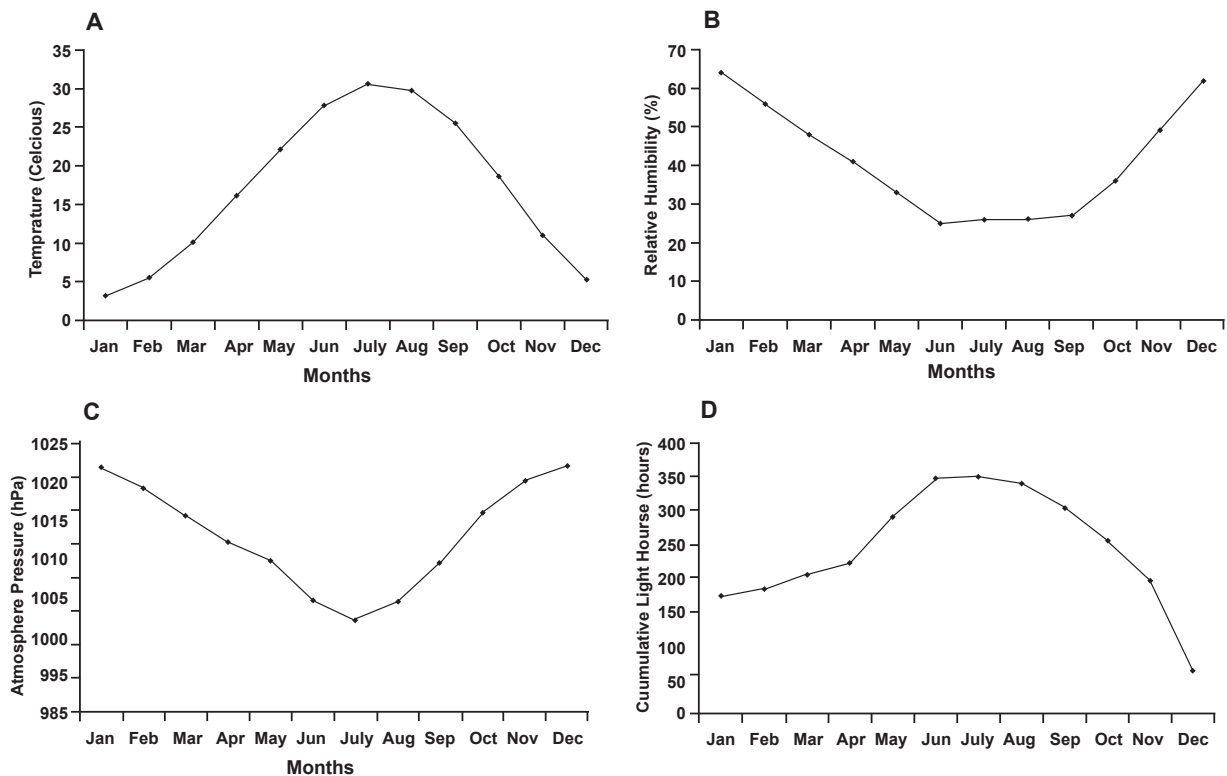 A
Temprature (Celcious)
35
30
25
20
15
10
5
0
Jan Feb Mar Apr May Jun July Aug Sep Oct Nov Dec
Months
B
Relative Humibility (%)
70
60
50
40
30
20
10
0
Jan Feb Mar Apr May Jun July Aug Sep Oct Nov Dec
Months
C
Atmosphere Pressure (hPa)
1025
1020
1015
1010
1005
1000
995
985
Jan Feb Mar Apr May Jun July Aug Sep Oct Nov Dec
Months
D
Cuumulative Light Hourse (hours)
400
350
300
250
200
150
100
50
0
Jan Feb Mar Apr May Jun July Aug Sep Oct Nov Dec